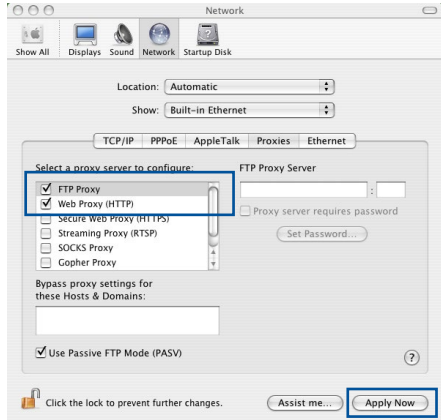 Network
Show All Displays Sound Network Startup Disk
Location: Automatic
Show: Built-in Ethernet
TCP/IP PPPoE AppleTalk Proxies Ethernet
Select a proxy server to configure: FTP Proxy Server
FTP Proxy
:
Web Proxy (HTTP)
Proxy server requires password
Secure Web Proxy (HTTPS)
Streaming Proxy (RTSP) Set Password...
SOCKS Proxy
Gopher Proxy
Bypass proxy settings for
these Hosts & Domains:
Use Passive FTP Mode (PASV)
?
Click the lock to prevent further changes. Assist me... Apply Now